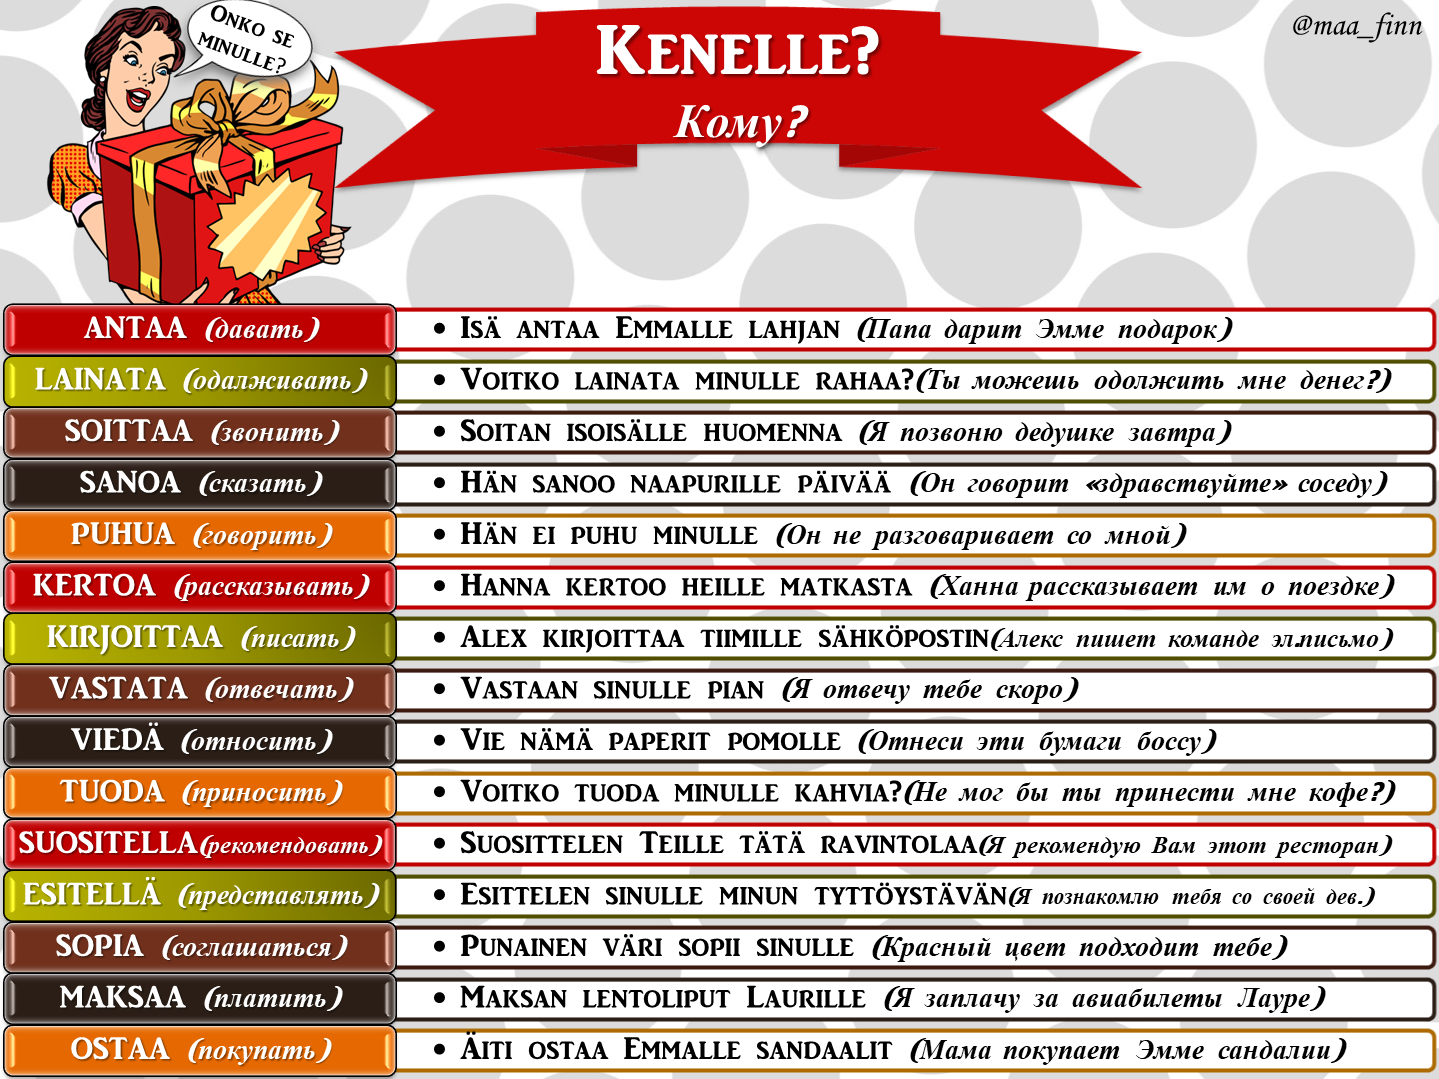 Onko se
minulle?
Kenelle?
Кому?
@maa_finn
ANTAA (давать)
Isä antaa Emmalle lahjan (Папа дарит Эмме подарок)
LAINATA (одалживать)
Voitko lainata minulle rahaa?(Ты можешь одолжить мне денег?)
SOITTAA (звонить)
Soitan isoisälle huomenna (Я позвоню дедушке завтра)
SANOA (сказать)
Hän sanoo naapurille päivää (Он говорит «здравствуйте» соседу)
PUHUA (говорить)
Hän ei puhu minulle (Он не разговаривает со мной)
KERTOA (рассказывать)
Hanna kertoo heille matkasta (Ханна рассказывает им о поездке)
KIRJOITTAA (писать)
Alex kirjoittaa tiimille sähköpostin(Алекс пишет команде эл.письмо)
VASTATA (отвечать)
Vastaan sinulle pian (Я отвечу тебе скоро)
VIEDÄ (относить)
Vie nämä paperit pomolle (Отнеси эти бумаги боссу)
TUODA (приносить)
Voitko tuoda minulle kahvia?(Не мог бы ты принести мне кофе?)
SUOSITELLA(рекомендовать)
Suosittelen Teille tätä ravintolaa(Я рекомендую Вам этот ресторан)
ESITELLÄ (представлять)
Esittelen sinulle minun tyttöystävän(Я познакомлю тебя со своей дев.)
SOPIA (соглашаться)
Punainen väri sopii sinulle (Красный цвет подходит тебе)
MAKSAA (платить)
Maksan lentoliput Laurille (Я заплачу за авиабилеты Лауре)
OSTAA (покупать)
Äiti ostaa Emmalle sandaalit (Мама покупает Эмме сандалии)